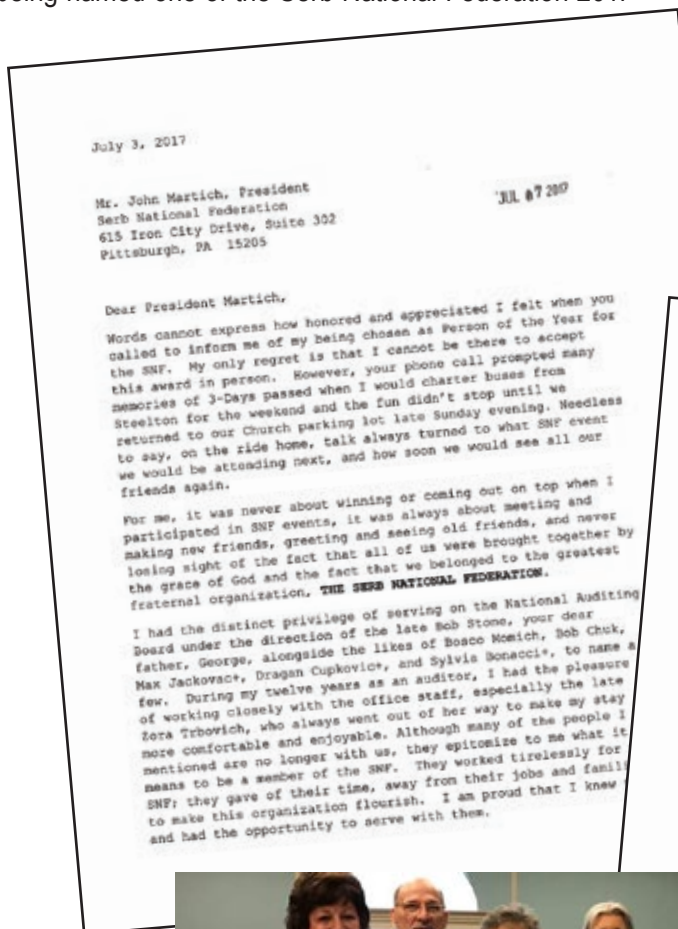 being named one of the Serb National Federation 2017
July 3, 2017
Mr. John Martich, President
Serb National Federation
615 Iron City Drive, Suite 302
Pittsburgh, PA 15205
JUL 07 2017
Dear President Martich,
Words cannot express how honored and appreciated I felt when you
called to inform me of my being chosen as Person of the Year for
the SNF. My only regret is that I cannot be there to accept
this award in person. However, your phone call prompted many
memories of 3-Days passed when I would charter buses from
Steelton for the weekend and the fun didn't stop until we
returned to our Church parking lot late Sunday evening. Needless
to say, on the ride home, talk always turned to what SNF event
we would be attending next, and how soon we would see all our
friends again.
For me, it was never about winning or coming out on top when I
participated in SNF events, it was always about meeting and
making new friends, greeting and seeing old friends, and never
losing sight of the fact that all of us were brought together by
the grace of God and the fact that we belonged to the greatest
fraternal organization, THE SERB NATIONAL FEDERATION.
I had the distinct privilege of serving on the National Auditing
Board under the direction of the late Bob Stone, your dear
father, George, alongside the likes of Bosco Momich, Bob Chuk,
Max Jackovac+, Dragan Cupkovic+, and Sylvia Bonacci+, to name a
few. During my twelve years as an auditor, I had the pleasure
of working closely with the office staff, especially the late
Zora Trbovich, who always went out of her way to make my stay
more comfortable and enjoyable. Although many of the people I
mentioned are no longer with us, they epitomize to me what it
means to be a member of the SNF. They worked tirelessly for
SNF; they gave of their time, away from their jobs and famil
to make this organization flourish. I am proud that I knew
and had the opportunity to serve with them.